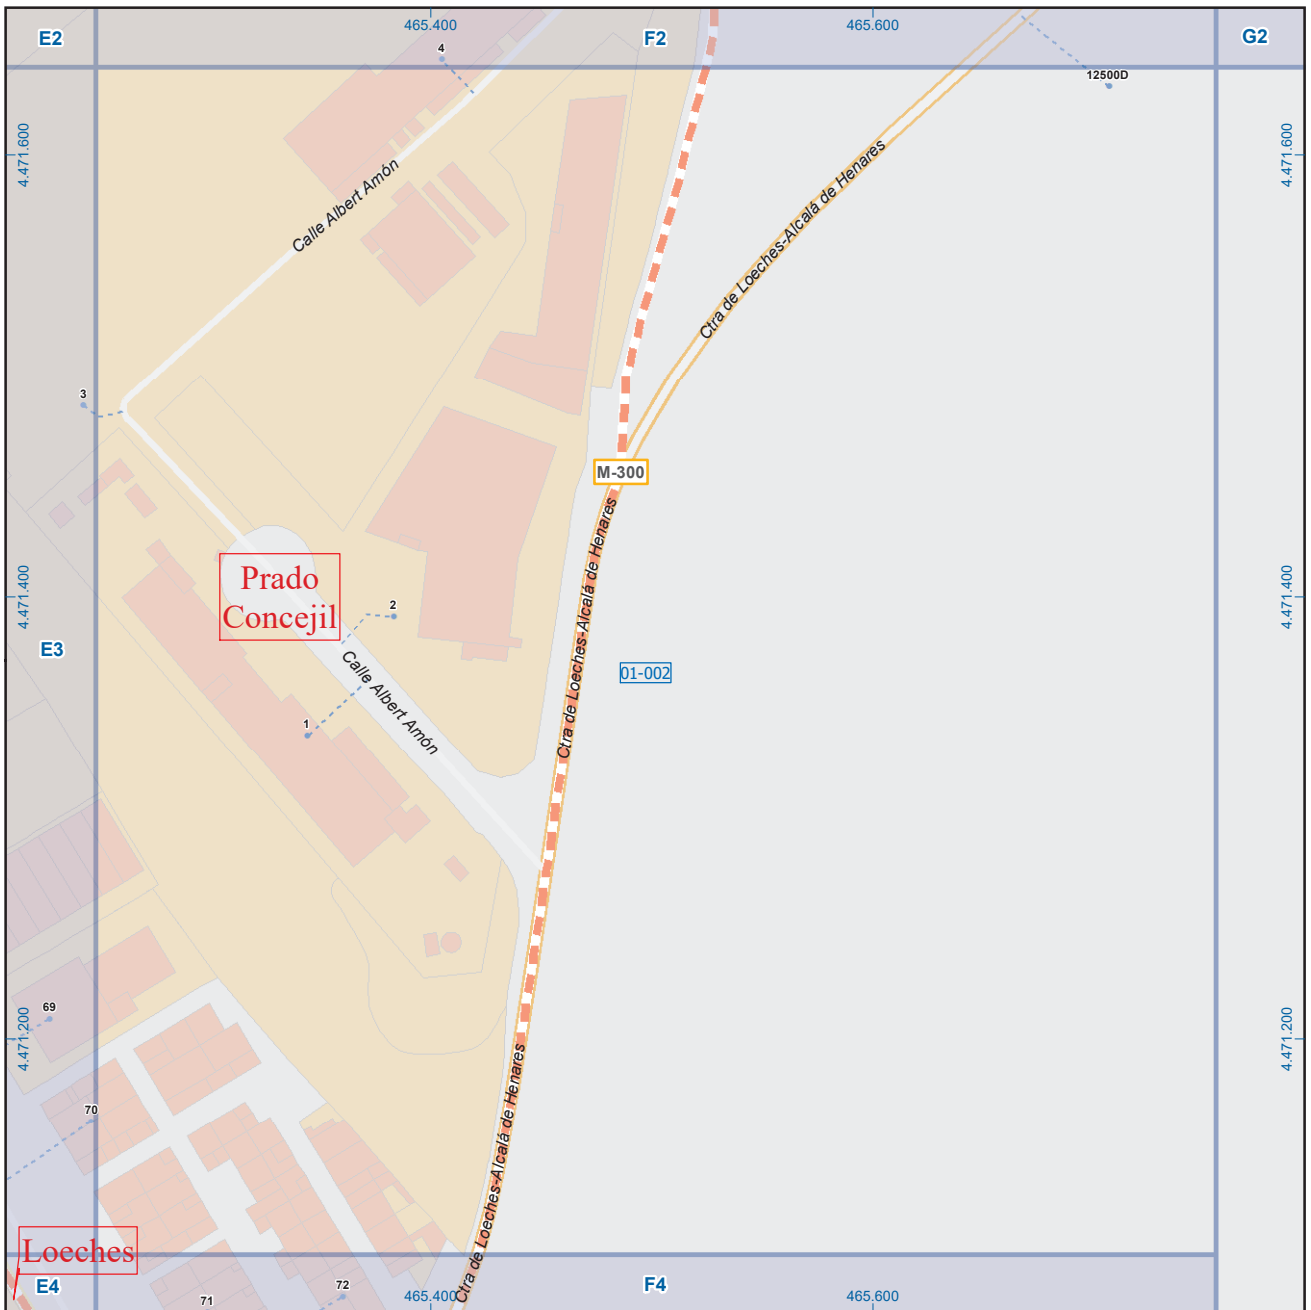 E2
465.400
F2
465.600
G2
4
12500D
4.471.600
4.471.600
Calle Albert Amón
Ctra de Loeches-Alcalá de Henares
3
M-300
Ctra de Loeches-Alcalá de Henares
Prado
Concejil
2
4.471.400
4.471.400
E3
Calle Albert Amón
01-002
1
69
4.471.200
4.471.200
70
Ctra de Loeches-Alcalá de Henares
Loeches
E4
72
71
465.400
F4
465.600